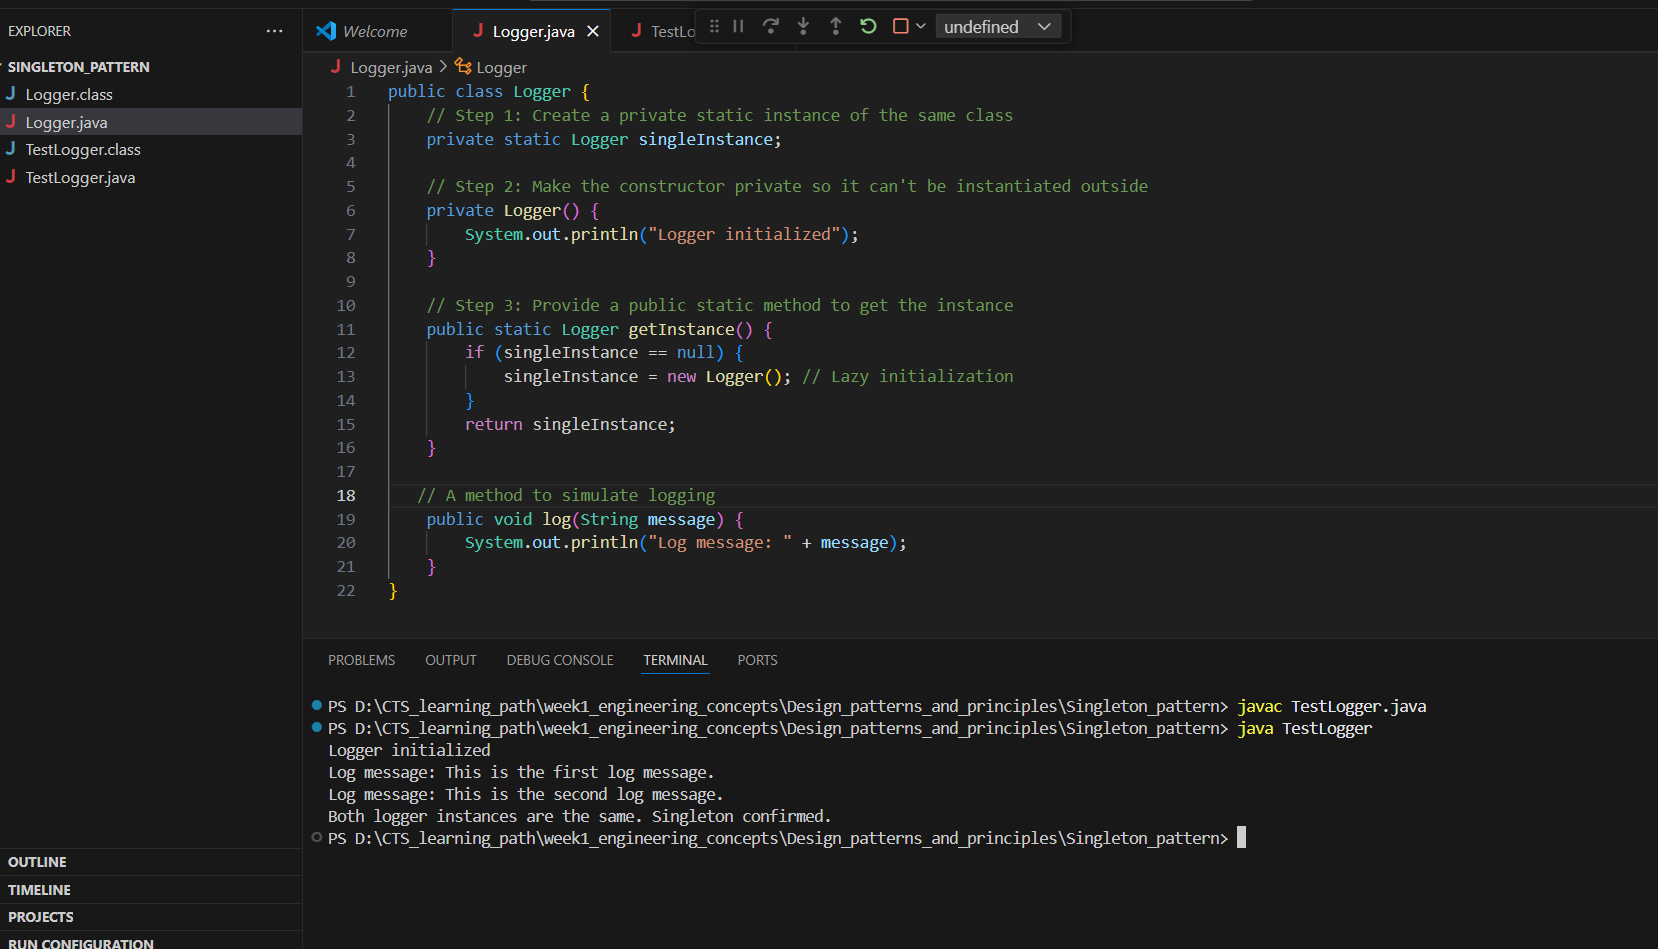 EXPLORER
SINGLETON_PATTERN
J Logger.class
J Logger.java
J TestLogger.class
J TestLogger.java
OUTLINE
TIMELINE
PROJECTS
RUN CONFIGURATION
Welcome
J Logger.java
J TestLo
undefined
J Logger.java > Logger
1 public class Logger {
2 // Step 1: Create a private static instance of the same class
3 private static Logger singleInstance;
4
5 // Step 2: Make the constructor private so it can't be instantiated outside
6 private Logger() {
7 System.out.println("Logger initialized");
8 }
9
10 // Step 3: Provide a public static method to get the instance
11 public static Logger getInstance() {
12 if (singleInstance == null) {
13 singleInstance = new Logger(); // Lazy initialization
14 }
15 return singleInstance;
16 }
17
18 // A method to simulate logging
19 public void log(String message) {
20 System.out.println("Log message: " + message);
21 }
22 }
PROBLEMS OUTPUT DEBUG CONSOLE TERMINAL PORTS
PS D:\CTS_learning_path\week1_engineering_concepts\Design_patterns_and_principles\Singleton_pattern> javac TestLogger.java
PS D:\CTS_learning_path\week1_engineering_concepts\Design_patterns_and_principles\Singleton_pattern> java TestLogger
Logger initialized
Log message: This is the first log message.
Log message: This is the second log message.
Both logger instances are the same. Singleton confirmed.
PS D:\CTS_learning_path\week1_engineering_concepts\Design_patterns_and_principles\Singleton_pattern>